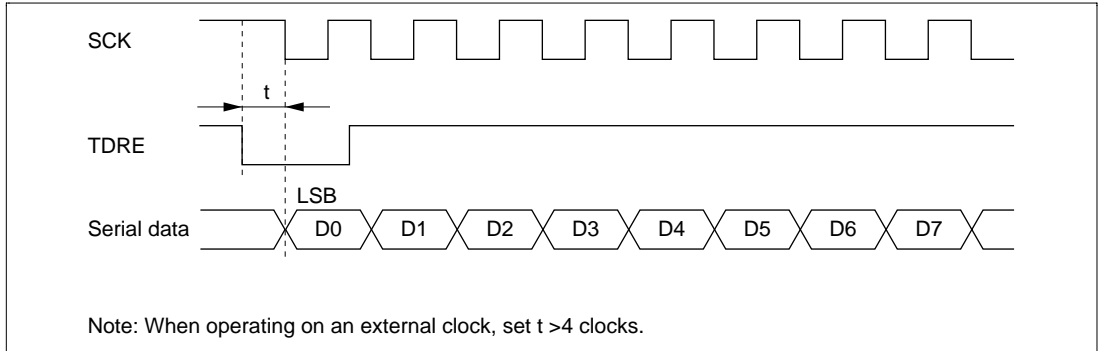 SCK
t
TDRE
LSB
Serial data D0 D1 D2 D3 D4 D5 D6 D7
Note: When operating on an external clock, set t >4 clocks.